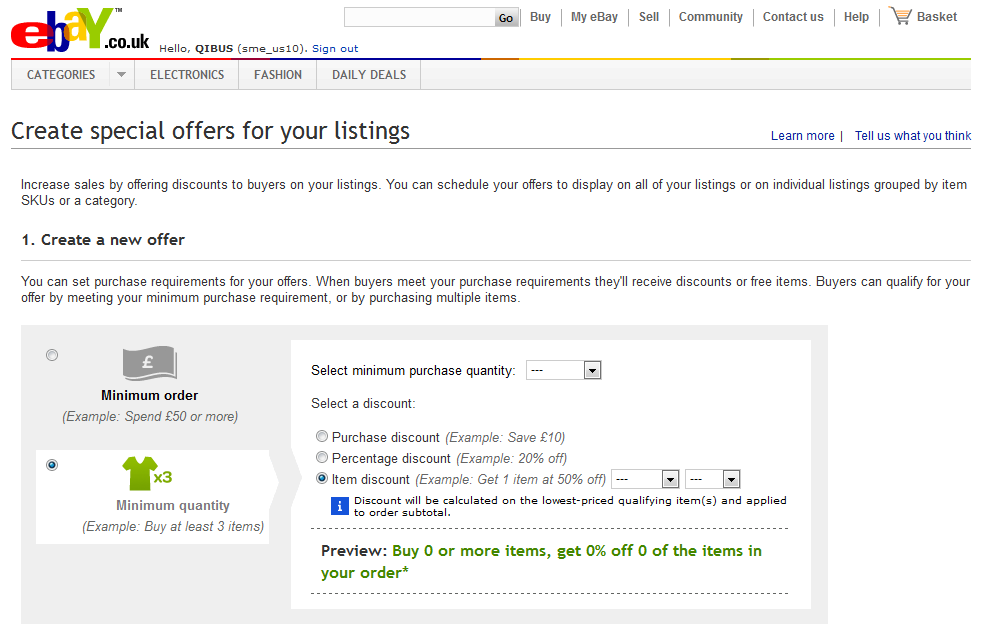 ebaY™.co.uk
Hello, QIBUS (sme_us10). Sign out
Go Buy My eBay Sell Community Contact us Help Basket
CATEGORIES ELECTRONICS FASHION DAILY DEALS
Create special offers for your listings
Learn more | Tell us what you think
Increase sales by offering discounts to buyers on your listings. You can schedule your offers to display on all of your listings or on individual listings grouped by item
SKUs or a category.
1. Create a new offer
You can set purchase requirements for your offers. When buyers meet your purchase requirements they'll receive discounts or free items. Buyers can qualify for your
offer by meeting your minimum purchase requirement, or by purchasing multiple items.
£
Minimum order
(Example: Spend £50 or more)
x3
Minimum quantity
(Example: Buy at least 3 items)
Select minimum purchase quantity: ---
Select a discount:
Purchase discount (Example: Save £10)
Percentage discount (Example: 20% off)
Item discount (Example: Get 1 item at 50% off) --- ---
i Discount will be calculated on the lowest-priced qualifying item(s) and applied
to order subtotal.
Preview: Buy 0 or more items, get 0% off 0 of the items in
your order*